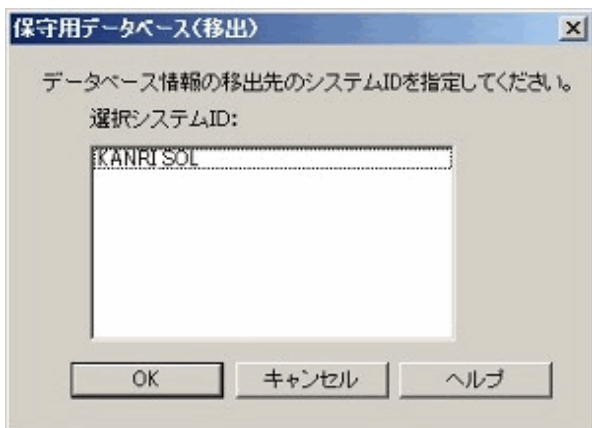 保守用データベース(移出)
データベース情報の移出先のシステムIDを指定してください。
選択システムID:
KANRISOL
OK キャンセル ヘルプ